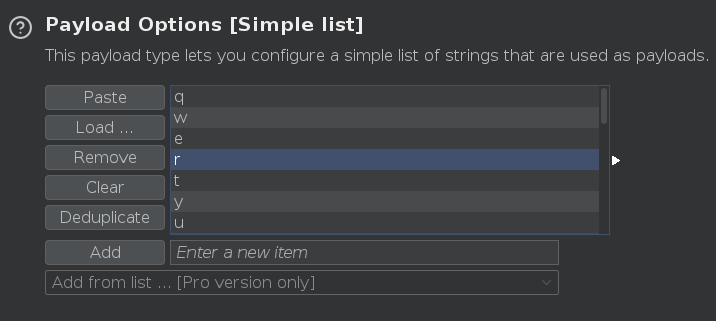 Payload Options [Simple list]
This payload type lets you configure a simple list of strings that are used as payloads.
Paste
Load ...
Remove
Clear
Deduplicate
q
w
e
r
t
y
u
Add
Enter a new item
Add from list ... [Pro version only]